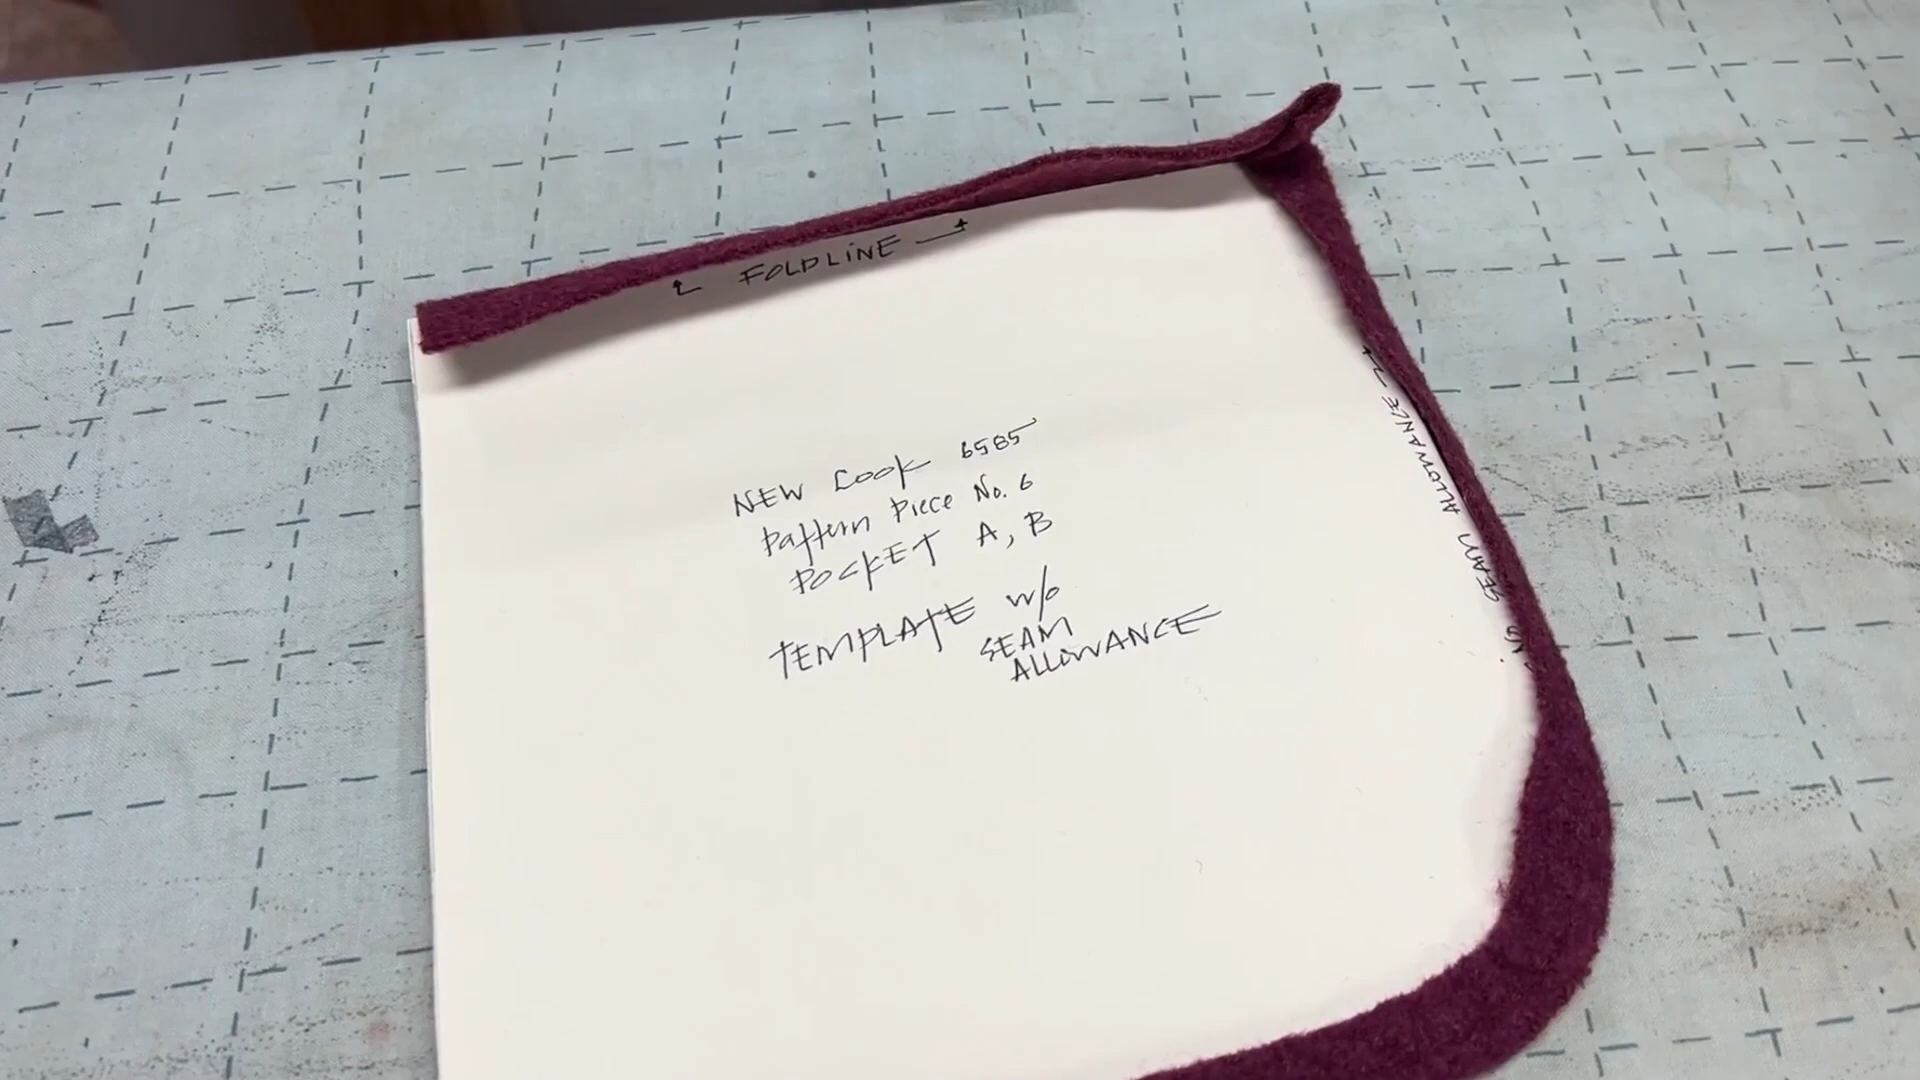 FOLDLINE
NEW Look 6585
Pattern Piece No. 6
POCKET A, B
TEMPLATE w/o
SEAM
ALLOWANCE
NO SEAM ALLOWANCE